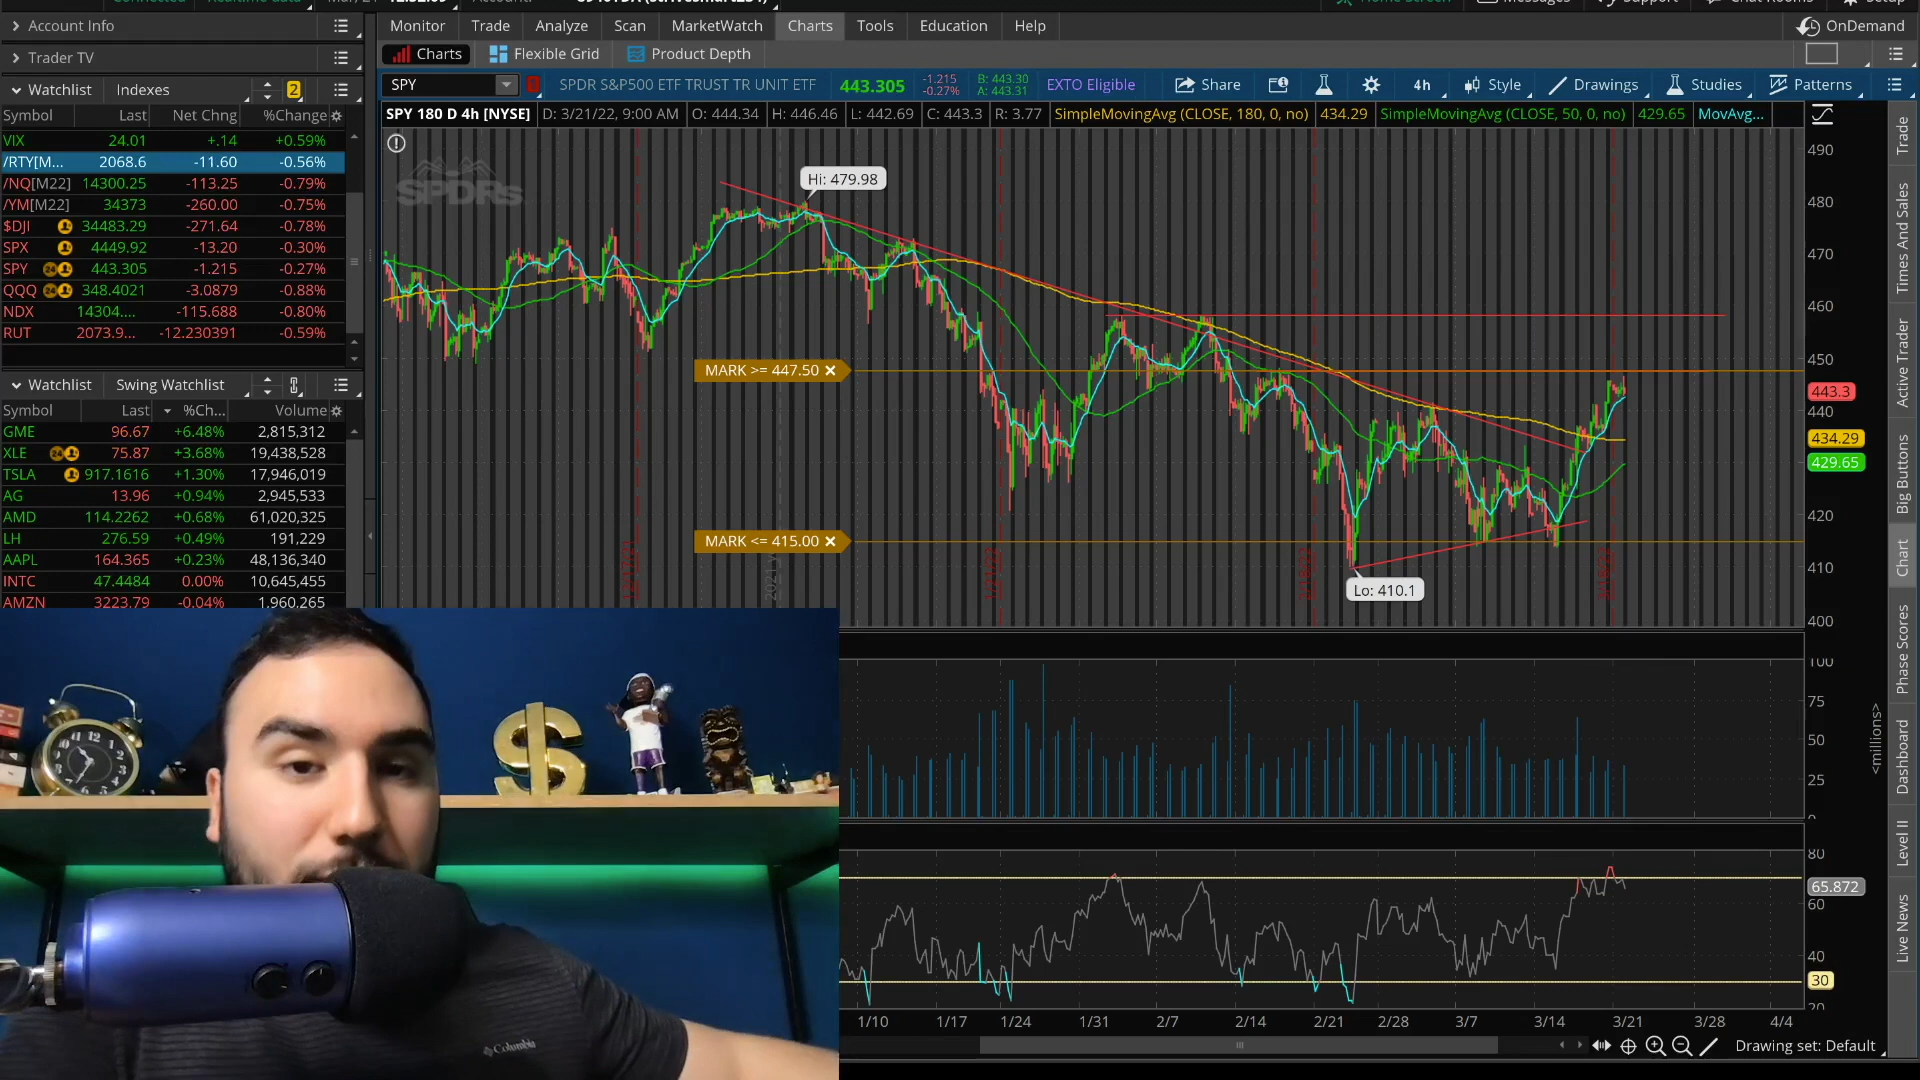 Account Info
Trader TV
Watchlist Indexes 2
Symbol Last Net Chng %Change
VIX 24.01 +.14 +0.59%
/RTY[M... 2068.6 -11.60 -0.56%
/NQ[M22] 14300.25 -113.25 -0.79%
/YM[M22] 34373 -260.00 -0.75%
$DJI 34483.29 -271.64 -0.78%
SPX 4449.92 -13.20 -0.30%
SPY 24 443.305 -1.215 -0.27%
QQQ 24 348.4021 -3.0879 -0.88%
NDX 14304.... -115.688 -0.80%
RUT 2073.9... -12.230391 -0.59%
Watchlist Swing Watchlist
Symbol Last %Ch... Volume
GME 96.67 +6.48% 2,815,312
XLE 24 75.87 +3.68% 19,438,528
TSLA 917.1616 +1.30% 17,946,019
AG 13.96 +0.94% 2,945,533
AMD 114.2262 +0.68% 61,020,325
LH 276.59 +0.49% 191,229
AAPL 164.365 +0.23% 48,136,340
INTC 47.4484 0.00% 10,645,455
AMZN 3223.79 -0.04% 1,960,265
Monitor Trade Analyze Scan MarketWatch Charts Tools Education Help OnDemand
Charts Flexible Grid Product Depth
SPY SPDR S&P500 ETF TRUST TR UNIT ETF 443.305 -1.215 -0.27% B: 443.30 A: 443.31 EXTO Eligible Share 4h Style Drawings Studies Patterns
SPY 180 D 4h [NYSE] D: 3/21/22, 9:00 AM O: 444.34 H: 446.46 L: 442.69 C: 443.3 R: 3.77 SimpleMovingAvg (CLOSE, 180, 0, no) 434.29 SimpleMovingAvg (CLOSE, 50, 0, no) 429.65 MovAvg...
SPDRs
Hi: 479.98
MARK >= 447.50
MARK <= 415.00
Lo: 410.1
490
480
470
460
450
443.3
440
434.29
429.65
420
410
400
100
75
50
25
0
<millions>
80
65.872
60
40
30
20
1/10 1/17 1/24 1/31 2/7 2/14 2/21 2/28 3/7 3/14 3/21 3/28 4/4
Drawing set: Default
Trade
Times And Sales
Active Trader
Big Buttons
Chart
Phase Scores
Dashboard
Level II
Live News
Columbia